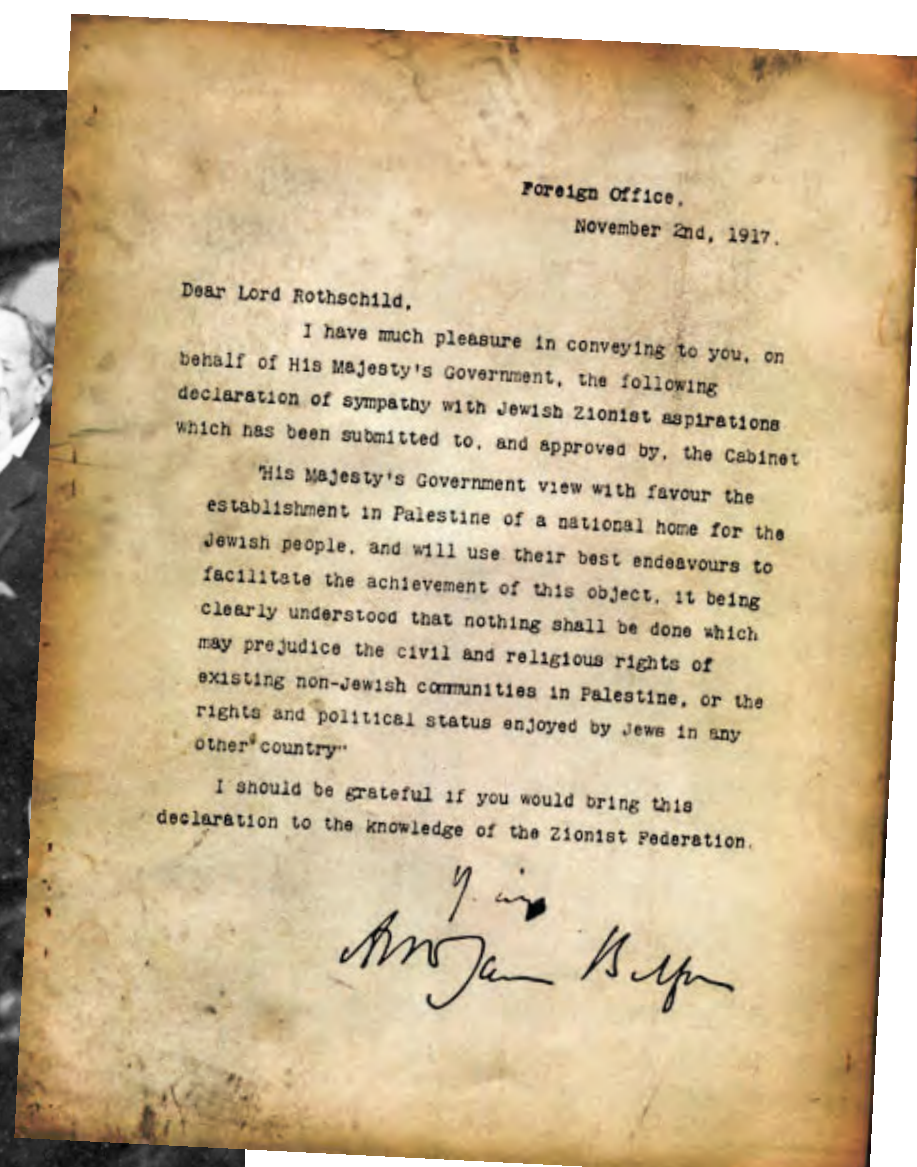 Foreign Office,
November 2nd, 1917.
Dear Lord Rothschild,
I have much pleasure in conveying to you, on
behalf of His Majesty's Government, the following
declaration of sympathy with Jewish Zionist aspirations
which has been submitted to, and approved by, the Cabinet
"His Majesty's Government view with favour the
establishment in Palestine of a national home for the
Jewish people, and will use their best endeavours to
facilitate the achievement of this object, it being
clearly understood that nothing shall be done which
may prejudice the civil and religious rights of
existing non-Jewish communities in Palestine, or the
rights and political status enjoyed by Jews in any
other country"
I should be grateful if you would bring this
declaration to the knowledge of the Zionist Federation.